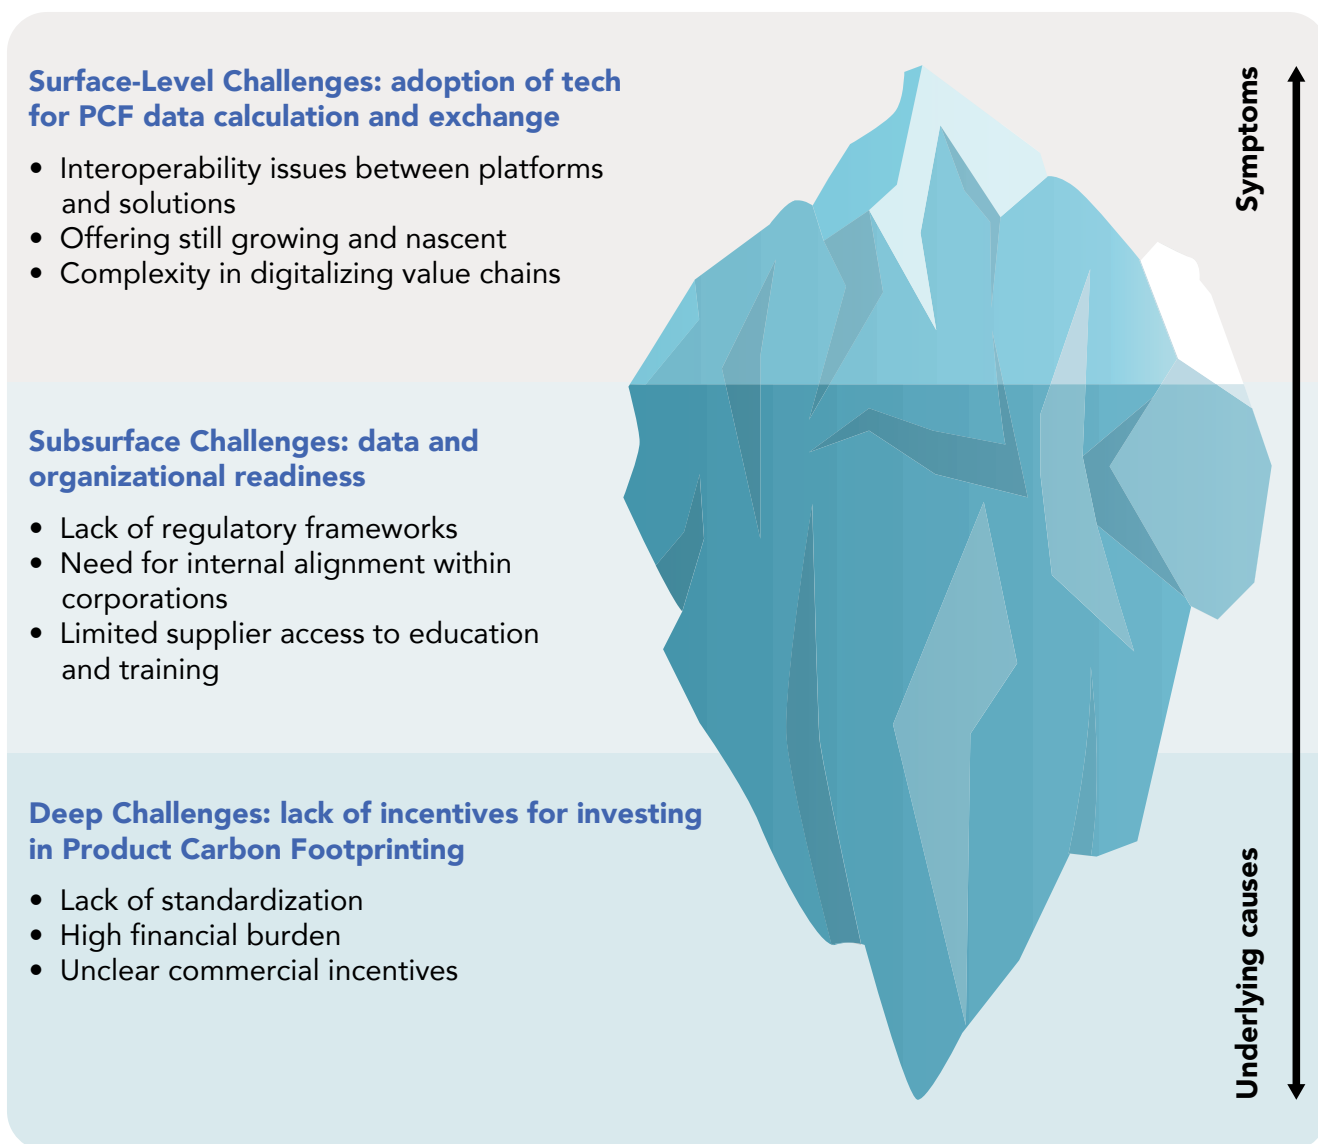 Surface-Level Challenges: adoption of tech
for PCF data calculation and exchange
• Interoperability issues between platforms
and solutions
• Offering still growing and nascent
• Complexity in digitalizing value chains
Symptoms
Subsurface Challenges: data and
organizational readiness
• Lack of regulatory frameworks
• Need for internal alignment within
corporations
• Limited supplier access to education
and training
Deep Challenges: lack of incentives for investing
in Product Carbon Footprinting
• Lack of standardization
• High financial burden
• Unclear commercial incentives
Underlying causes